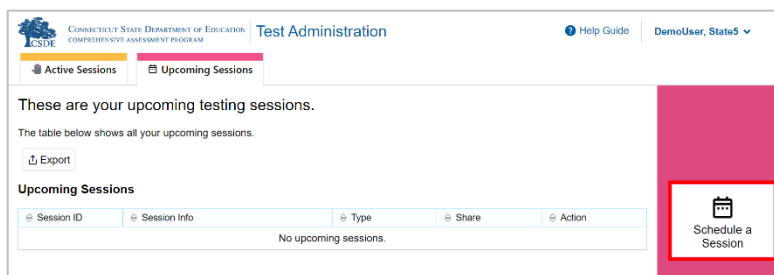 CSDE
CONNECTICUT STATE DEPARTMENT OF EDUCATION
COMPREHENSIVE ASSESSMENT PROGRAM
Test Administration
Help Guide
DemoUser, State5
Active Sessions
Upcoming Sessions
These are your upcoming testing sessions.
The table below shows all your upcoming sessions.
Export
Upcoming Sessions
Session ID Session Info Type Share Action
No upcoming sessions.
Schedule a
Session